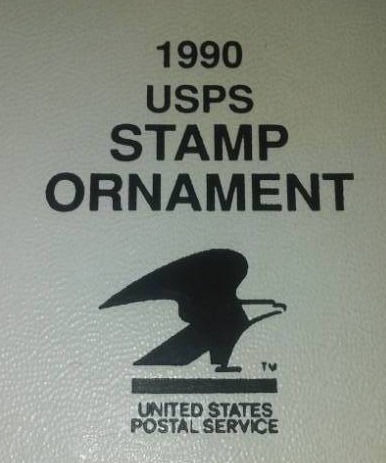 1990
USPS
STAMP
ORNAMENT
TM
UNITED STATES
POSTAL SERVICE